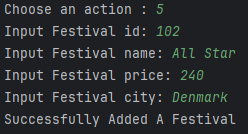 Choose an action : 5
Input Festival id: 102
Input Festival name: All Star
Input Festival price: 240
Input Festival city: Denmark
Successfully Added A Festival